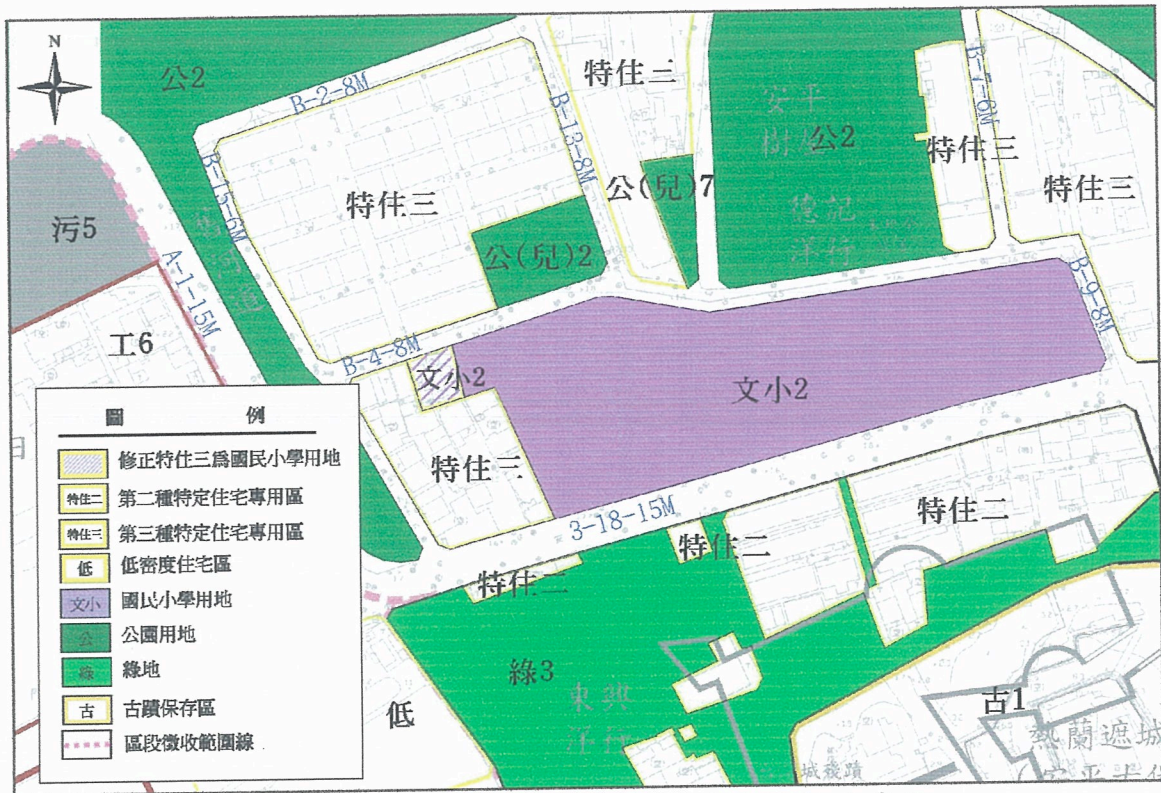 N
公2
B-2-8M
特住三
安平
樹屋
公2
B-7-6M
B-13-8M
B-15-6M
特住三
特住三
特住三
公(兒)7
德記
洋行
污5
公(兒)2
A-1-15M
B-9-8M
工6
B-4-8M
文小2
文小2
特住三
3-18-15M
特住二
特住二
特住二
綠3
東興
洋行
低
古1
熱蘭遮城
城殘蹟
圖 例
修正特住三為國民小學用地
特住二 第二種特定住宅專用區
特住三 第三種特定住宅專用區
低 低密度住宅區
文小 國民小學用地
公 公園用地
綠 綠地
古 古蹟保存區
區段徵收範圍線